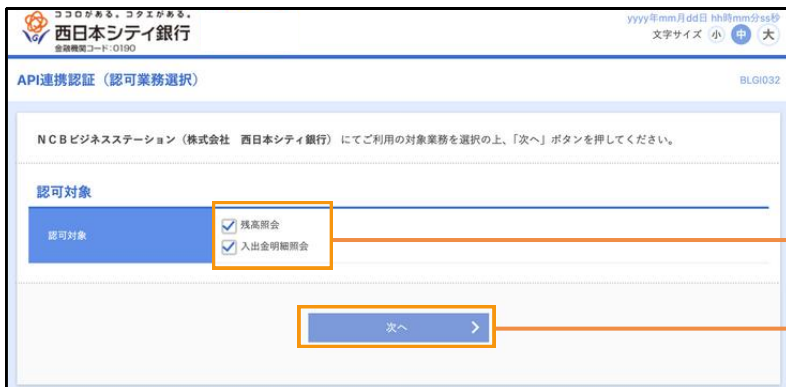 ココロがある。コタエがある。
西日本シティ銀行
金融機関コード:0190
yyyy年mm月dd日 hh時mm分ss秒
文字サイズ 小 中 大
API連携認証（認可業務選択）
BLGI032
NCBビジネスステーション（株式会社 西日本シティ銀行）にてご利用の対象業務を選択の上、「次へ」ボタンを押してください。
認可対象
認可対象
残高照会
入出金明細照会
次へ